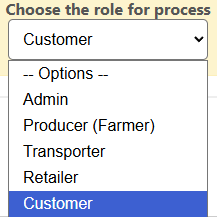 Choose the role for process
Customer
-- Options --
Admin
Producer (Farmer)
Transporter
Retailer
Customer